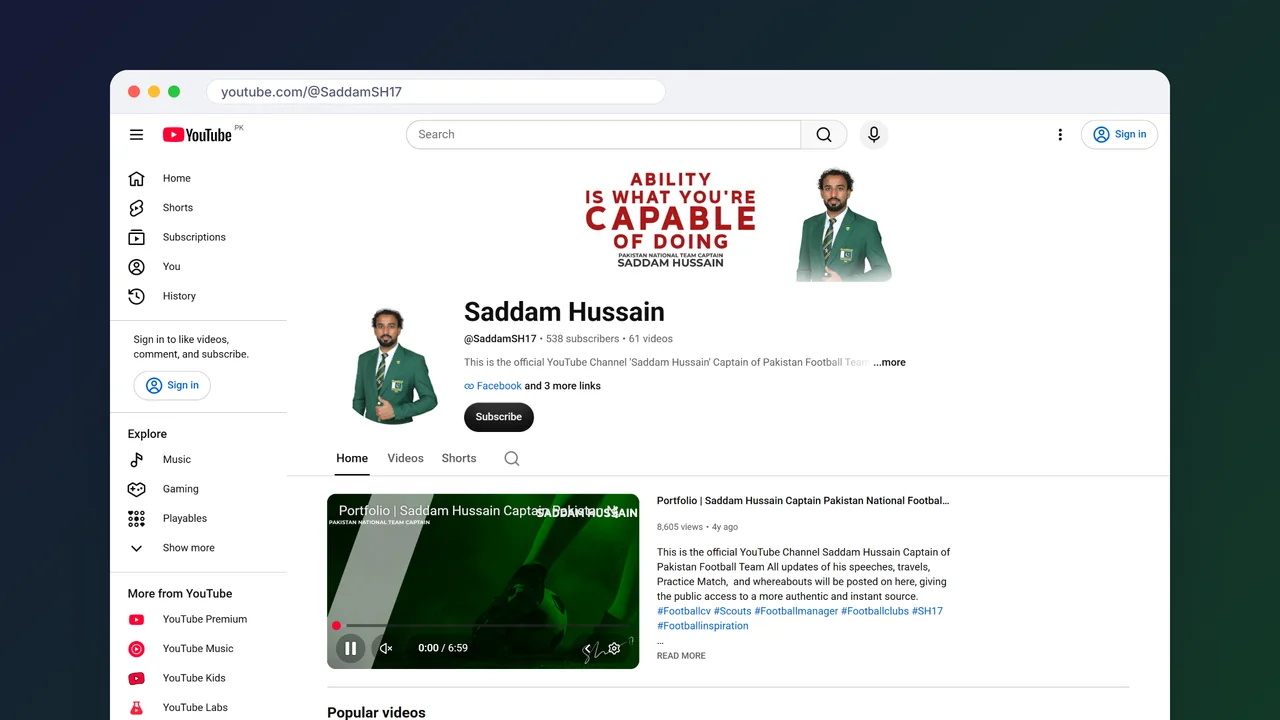 youtube.com/@SaddamSH17
YouTube PK
Search
Sign in
Home
Shorts
Subscriptions
You
History
Sign in to like videos,
comment, and subscribe.
Sign in
Explore
Music
Gaming
Playables
Show more
More from YouTube
YouTube Premium
YouTube Music
YouTube Kids
YouTube Labs
ABILITY
IS WHAT YOU'RE
CAPABLE
OF DOING
PAKISTAN NATIONAL TEAM CAPTAIN
SADDAM HUSSAIN
Saddam Hussain
@SaddamSH17 • 538 subscribers • 61 videos
This is the official YouTube Channel 'Saddam Hussain' Captain of Pakistan Football Team ...more
Facebook and 3 more links
Subscribe
Home Videos Shorts
Portfolio | Saddam Hussain Captain Pakistan N
SADDAM HUSSAIN
PAKISTAN NATIONAL TEAM CAPTAIN
0:00 / 6:59
Portfolio | Saddam Hussain Captain Pakistan National Footbal...
8,605 views • 4y ago
This is the official YouTube Channel Saddam Hussain Captain of
Pakistan Football Team All updates of his speeches, travels,
Practice Match, and whereabouts will be posted on here, giving
the public access to a more authentic and instant source.
#Footballcv #Scouts #Footballmanager #Footballclubs #SH17
#Footballinspiration
...
READ MORE
Popular videos